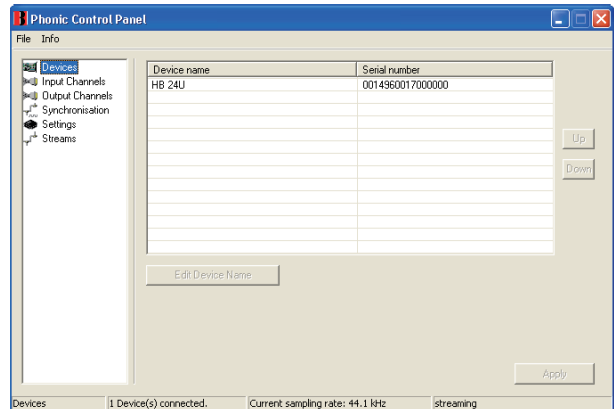 Phonic Control Panel
File Info
Devices
Input Channels
Output Channels
Synchronisation
Settings
Streams
Device name Serial number
HB 24U 0014960017000000
Up
Down
Edit Device Name
Apply
Devices 1 Device(s) connected. Current sampling rate: 44.1 kHz streaming